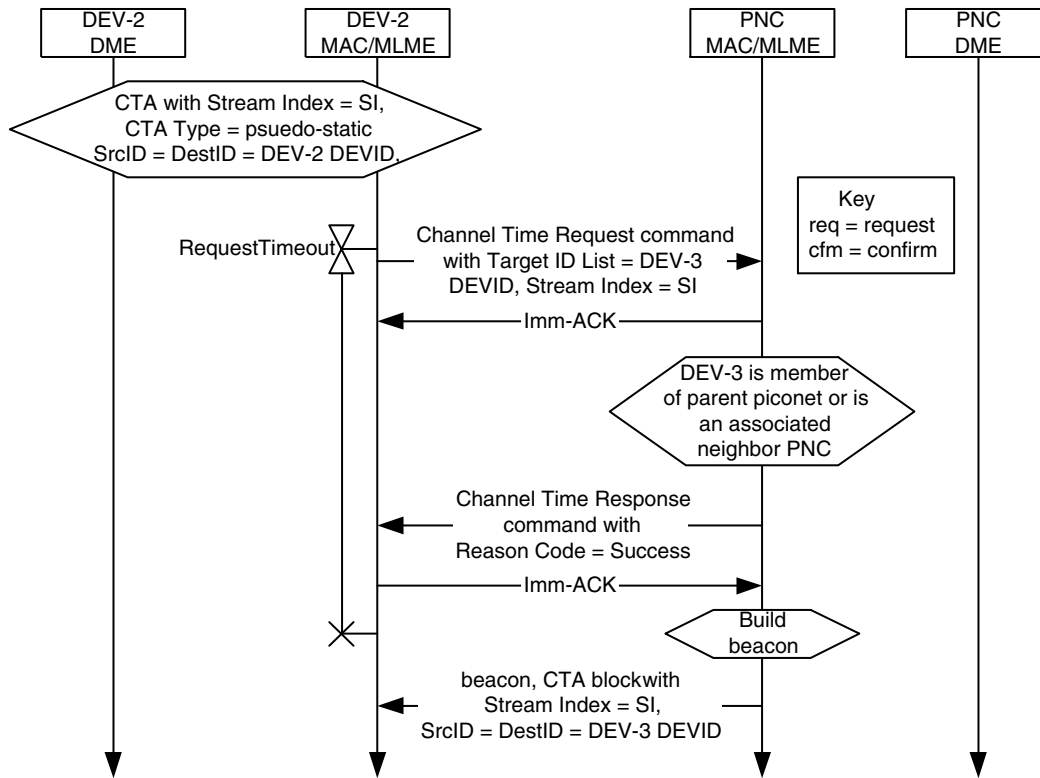 DEV-2
DME
DEV-2
MAC/MLME
PNC
MAC/MLME
PNC
DME
CTA with Stream Index = SI,
CTA Type = psuedo-static
SrcID = DestID = DEV-2 DEVID,
Key
req = request
cfm = confirm
RequestTimeout
Channel Time Request command
with Target ID List = DEV-3
DEVID, Stream Index = SI
Imm-ACK
DEV-3 is member
of parent piconet or is
an associated
neighbor PNC
Channel Time Response
command with
Reason Code = Success
Imm-ACK
Build
beacon
beacon, CTA blockwith
Stream Index = SI,
SrcID = DestID = DEV-3 DEVID